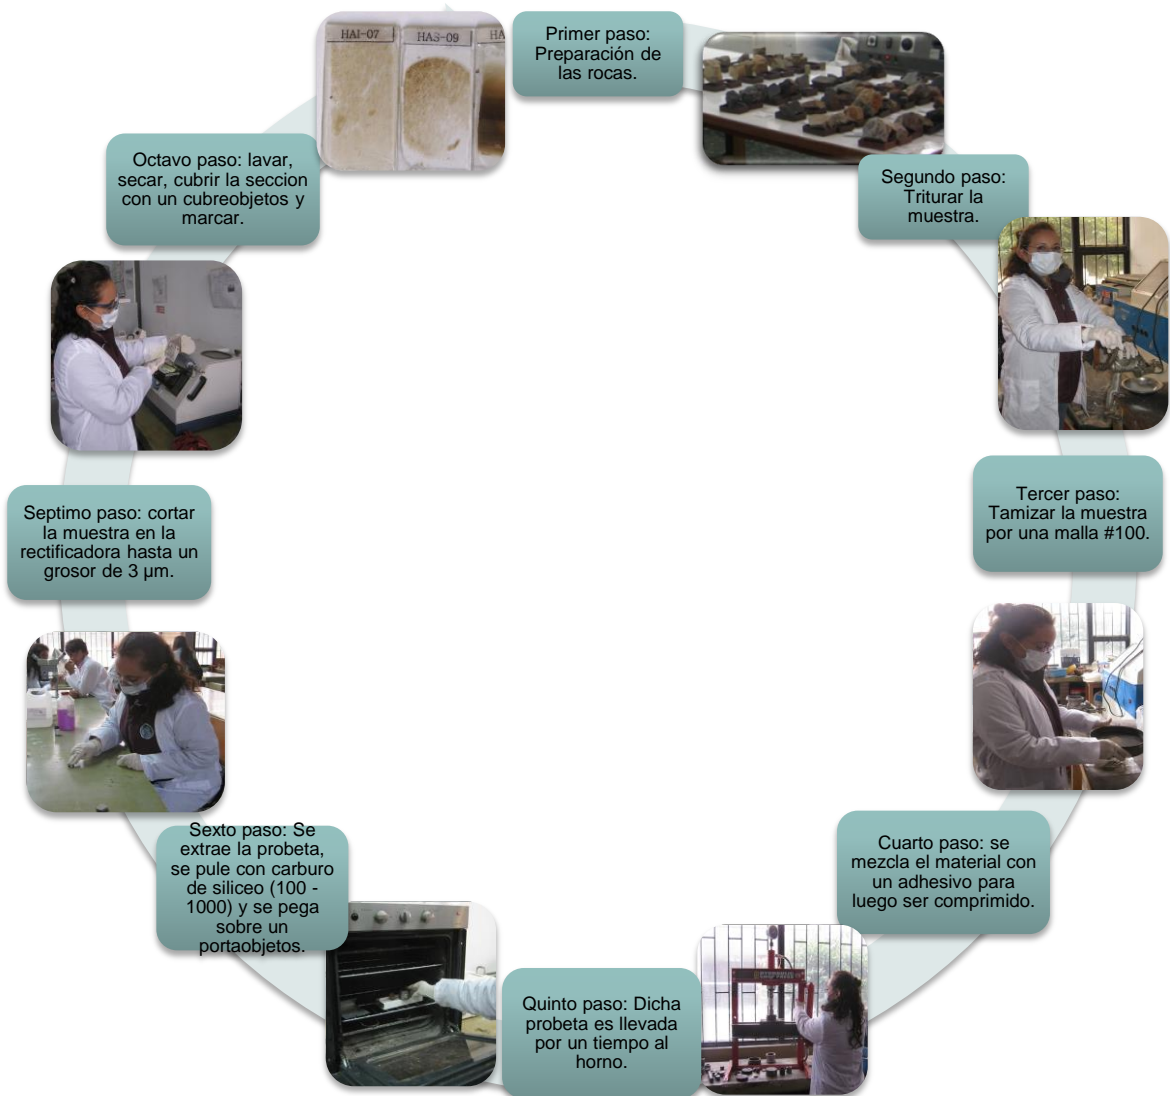 HAI-07
HAS-09
HA
Primer paso:
Preparación de
las rocas.
Segundo paso:
Triturar la
muestra.
Tercer paso:
Tamizar la muestra
por una malla #100.
Cuarto paso: se
mezcla el material con
un adhesivo para
luego ser comprimido.
Quinto paso: Dicha
probeta es llevada
por un tiempo al
horno.
Sexto paso: Se
extrae la probeta,
se pule con carburo
de siliceo (100 -
1000) y se pega
sobre un
portaobjetos.
Septimo paso: cortar
la muestra en la
rectificadora hasta un
grosor de 3 µm.
Octavo paso: lavar,
secar, cubrir la seccion
con un cubreobjetos y
marcar.